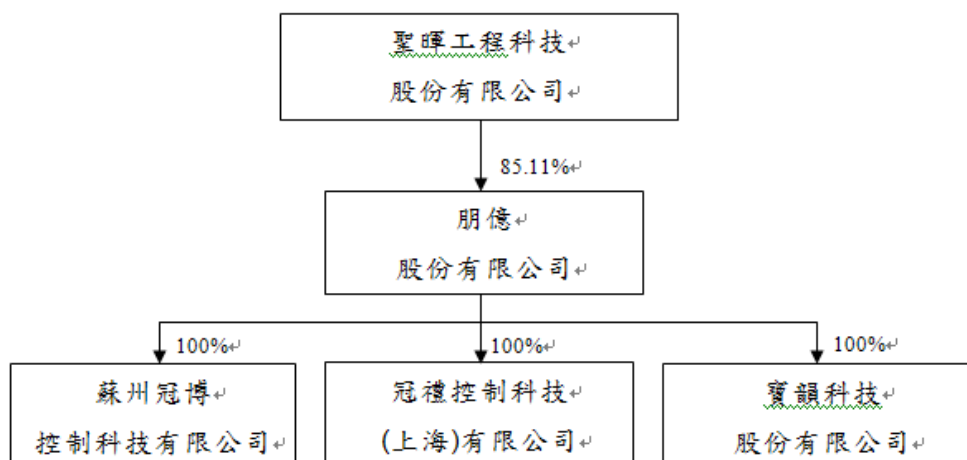 聖暉工程科技
股份有限公司
85.11%
朋億
股份有限公司
100%
100%
100%
蘇州冠博
控制科技有限公司
冠禮控制科技
(上海)有限公司
寶韻科技
股份有限公司